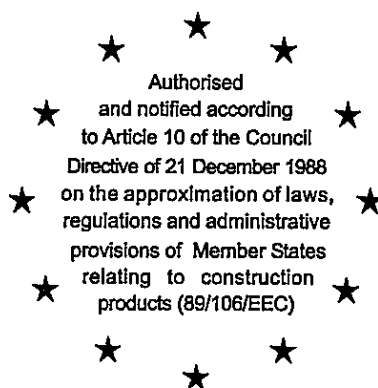 Authorised
and notified according
to Article 10 of the Council
Directive of 21 December 1988
on the approximation of laws,
regulations and administrative
provisions of Member States
relating to construction
products (89/106/EEC)